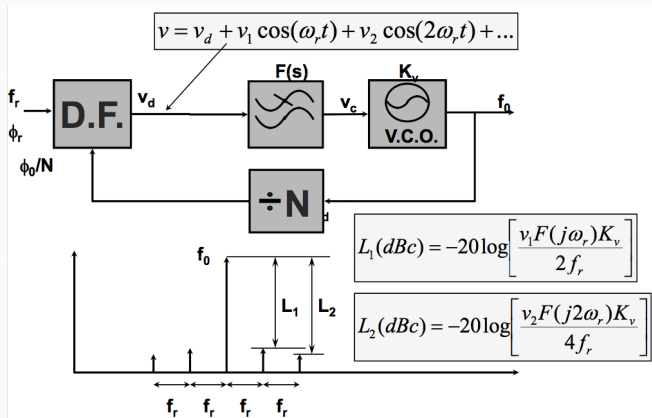 v = v_d + v_1 cos(ω_r t) + v_2 cos(2ω_r t) + ...
F(s)
K_v
f_r
D.F.
v_d
v_c
f_0
V.C.O.
ϕ_r
ϕ_0/N
÷N
d
L_1(dBc) = −20log[v_1 F(jω_r)K_v / 2f_r]
f_0
L_1
L_2
L_2(dBc) = −20log[v_2 F(j2ω_r)K_v / 4f_r]
f_r f_r f_r f_r